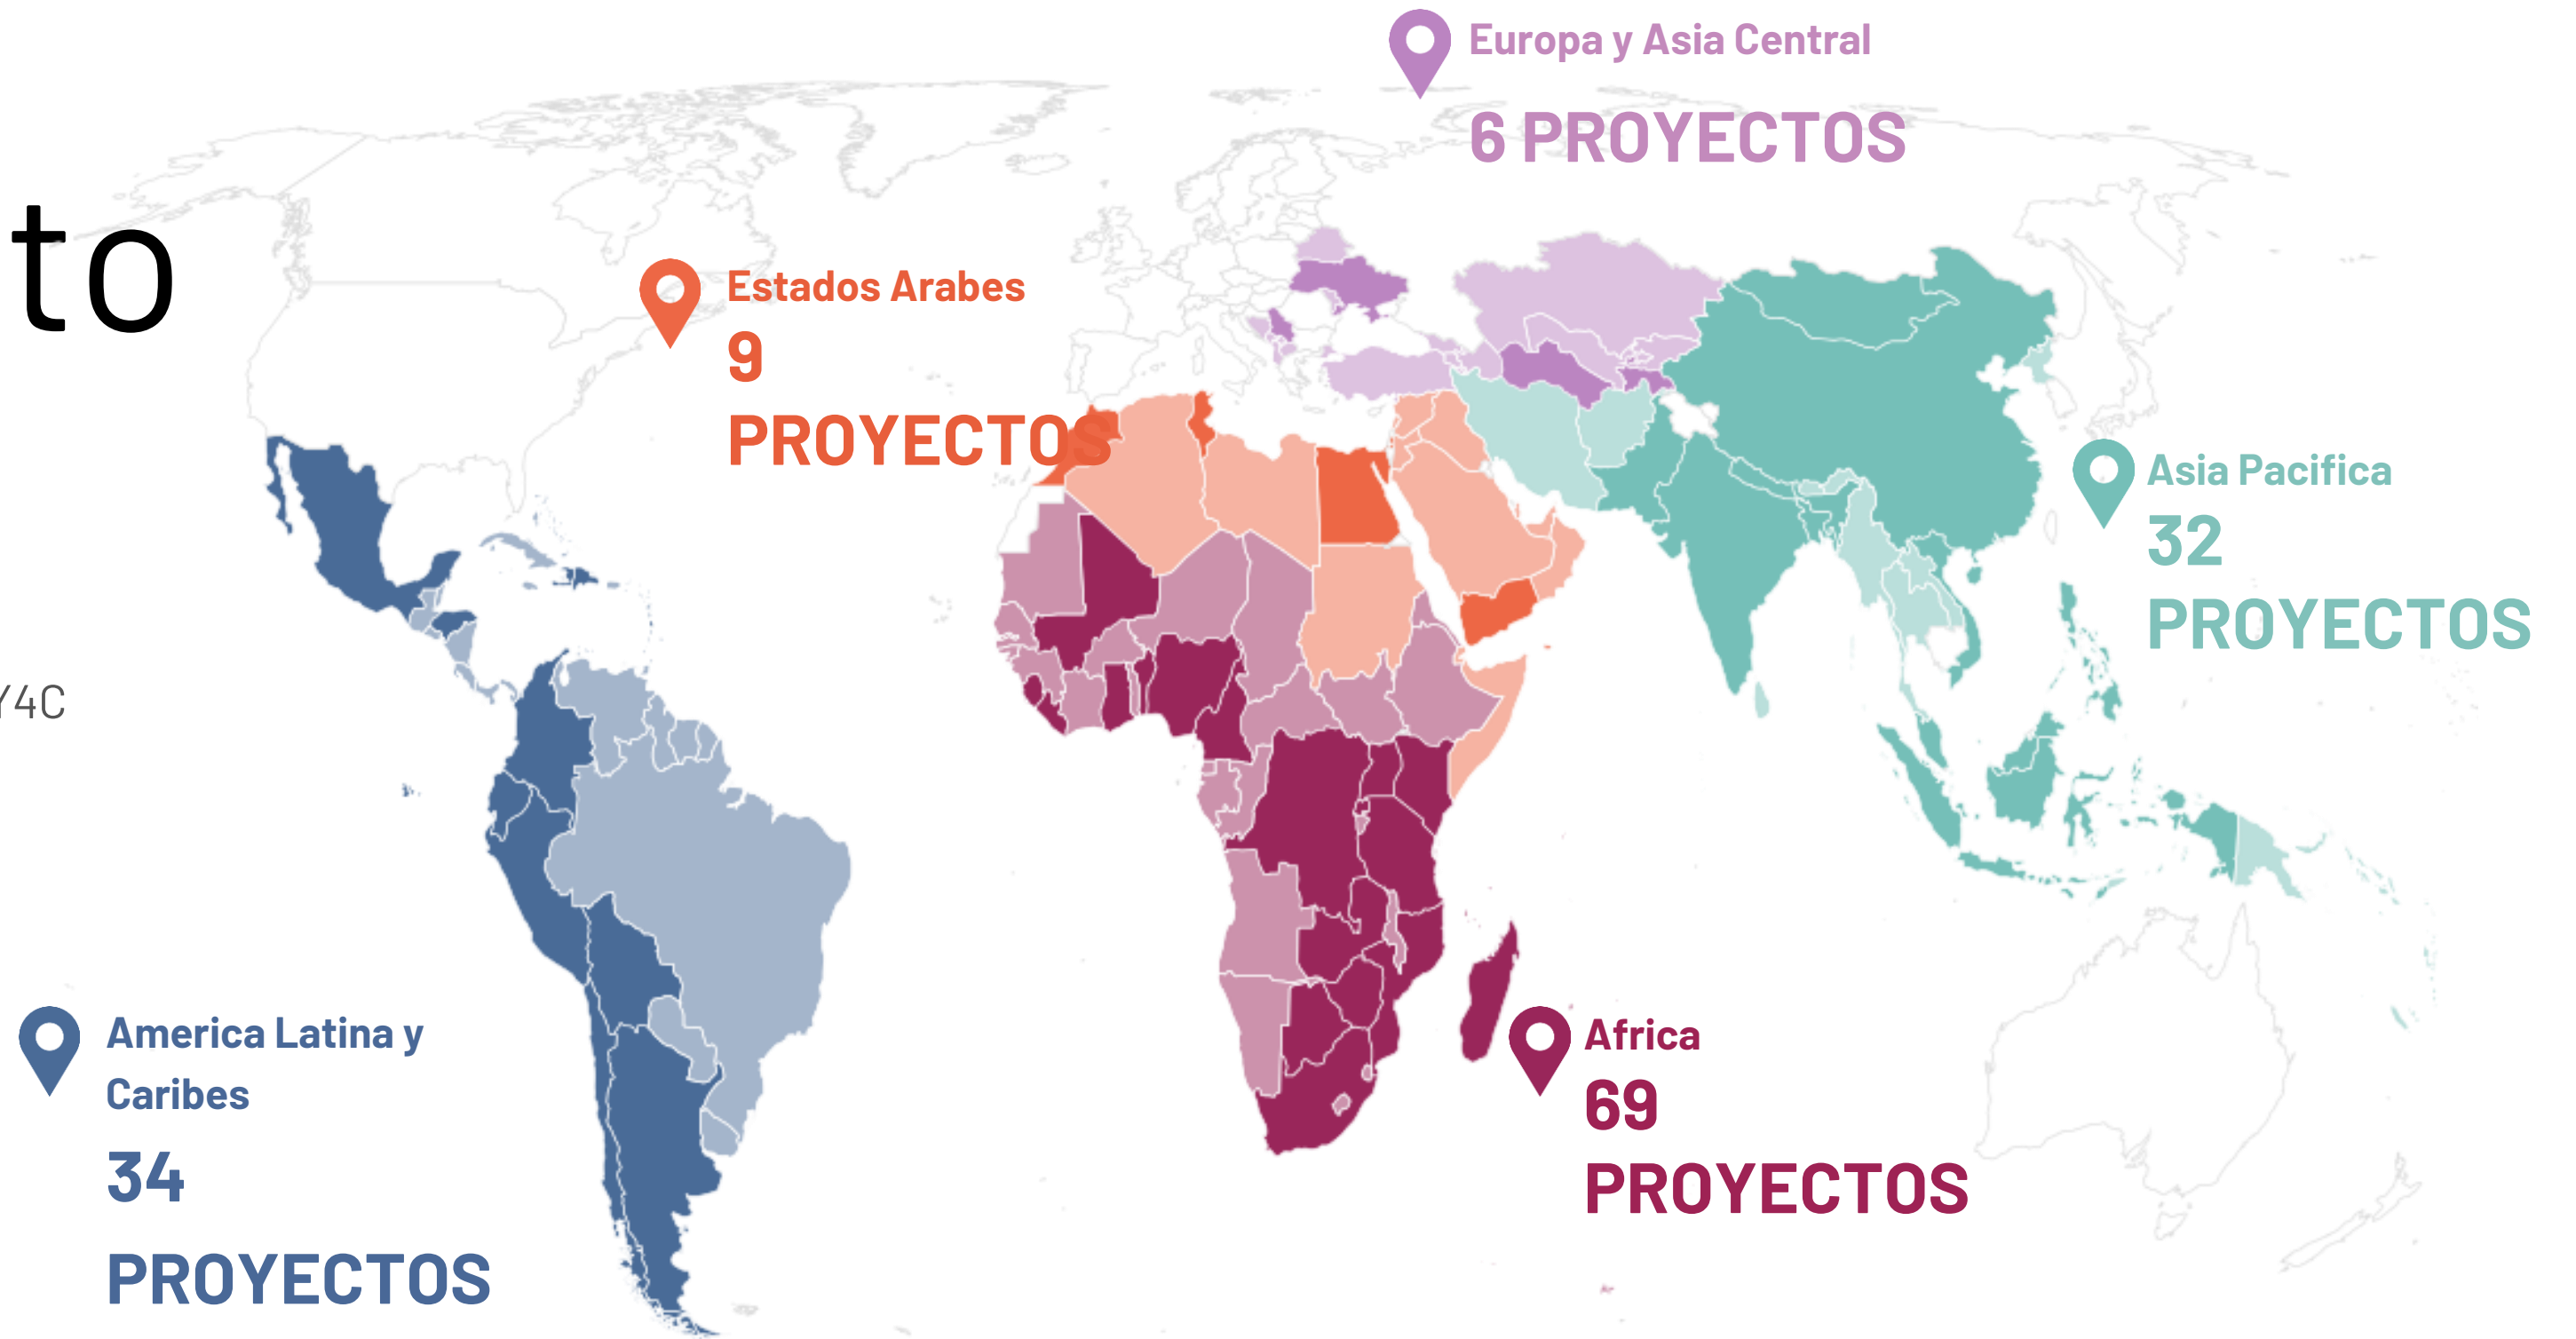 Europa y Asia Central
6 PROYECTOS
to
Estados Arabes
9
PROYECTOS
Asia Pacifica
32
PROYECTOS
Y4C
America Latina y
Caribes
34
PROYECTOS
Africa
69
PROYECTOS